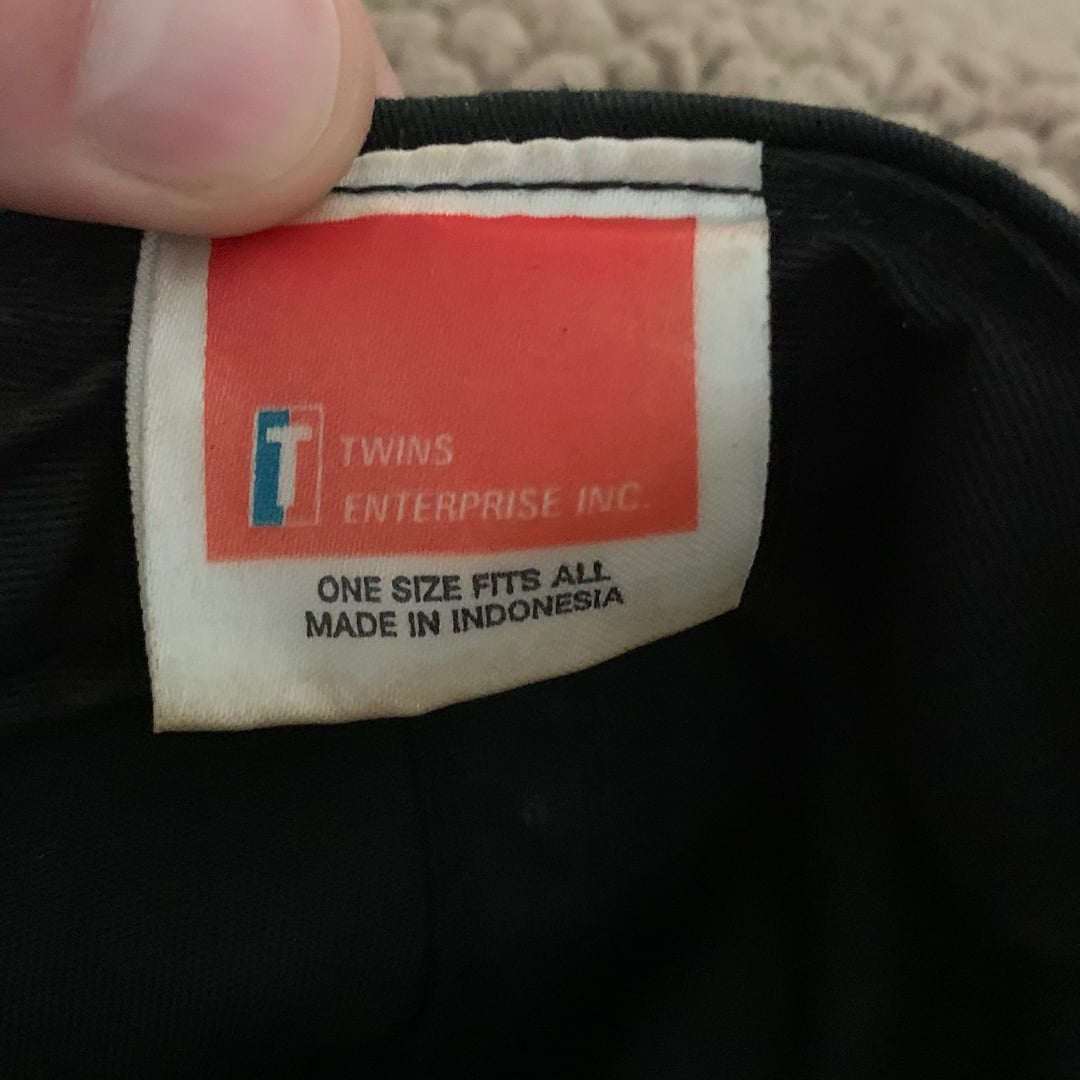 T TWINS
ENTERPRISE INC.
ONE SIZE FITS ALL
MADE IN INDONESIA